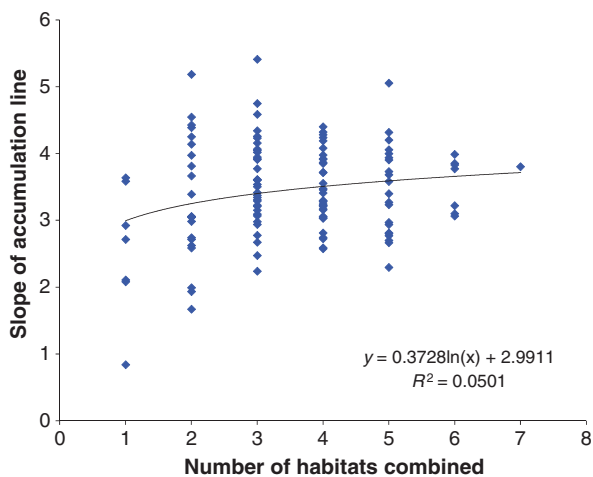 6
5
4
3
2
1
0
Slope of accumulation line
y = 0.3728ln(x) + 2.9911
R² = 0.0501
0 1 2 3 4 5 6 7 8
Number of habitats combined